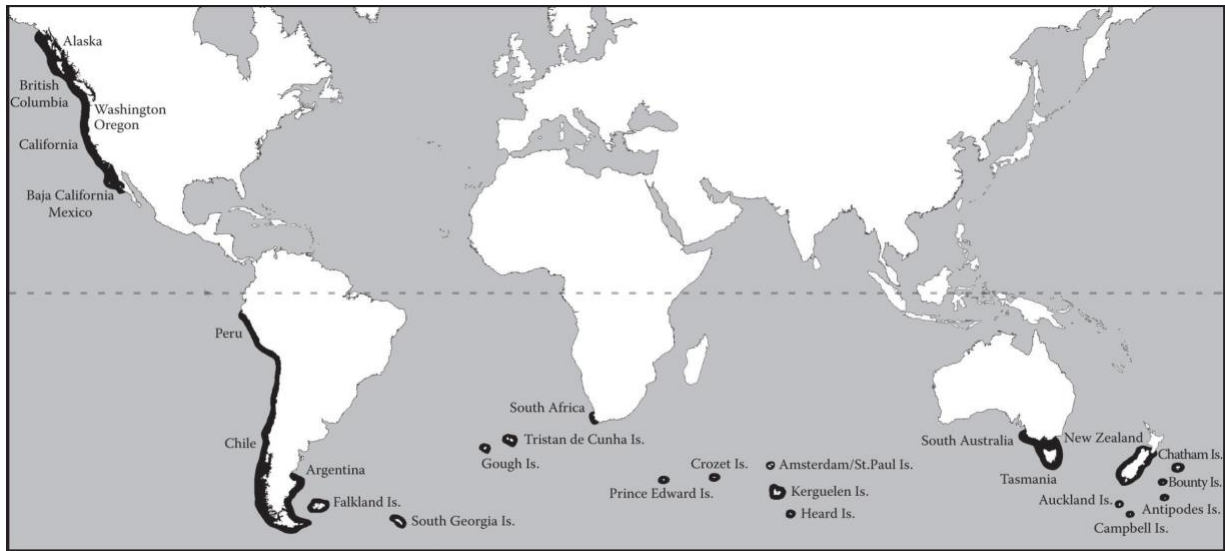 Alaska
British
Columbia
Washington
Oregon
California
Baja California
Mexico
Peru
Chile
Argentina
Falkland Is.
South Georgia Is.
South Africa
Tristan de Cunha Is.
Gough Is.
Crozet Is.
Prince Edward Is.
Amsterdam/St.Paul Is.
Kerguelen Is.
Heard Is.
South Australia
New Zealand
Tasmania
Chatham Is.
Bounty Is.
Auckland Is.
Antipodes Is.
Campbell Is.